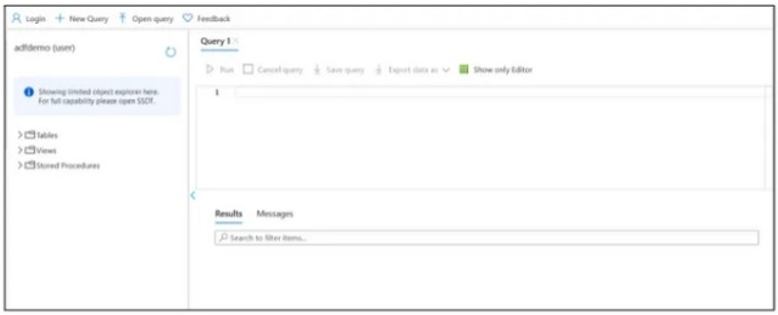 Login + New Query Open query Feedback
adfdemo (user)
Showing limited object explorer here.
For full capability please open SSDT.
> Tables
> Views
> Stored Procedures
Query 1 ×
Run Cancel query Save query Export data as Show only Editor
1
Results Messages
Search to filter items...